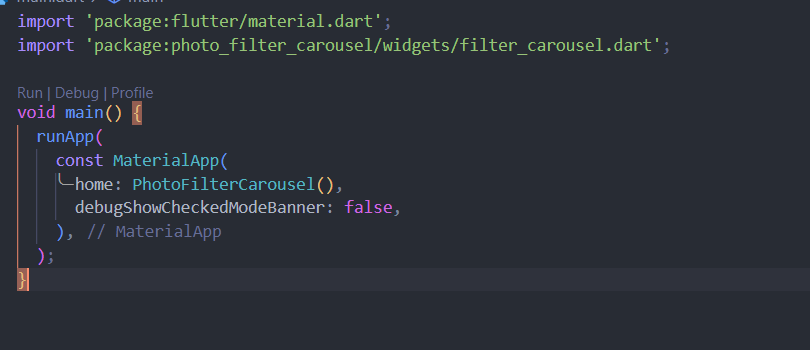 main.dart > main
import 'package:flutter/material.dart';
import 'package:photo_filter_carousel/widgets/filter_carousel.dart';
Run | Debug | Profile
void main() {
  runApp(
    const MaterialApp(
      home: PhotoFilterCarousel(),
      debugShowCheckedModeBanner: false,
    ), // MaterialApp
  );
}